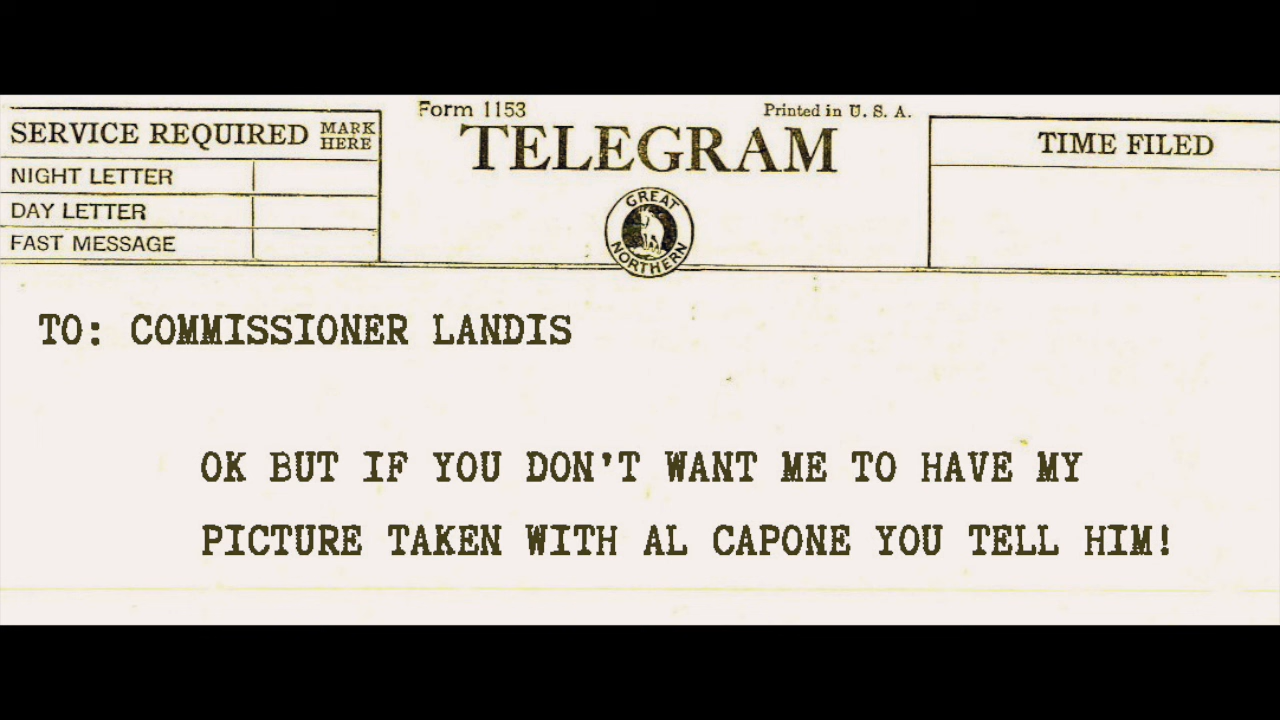 Form 1153
Printed in U. S. A.
SERVICE REQUIRED
MARK
HERE
TELEGRAM
TIME FILED
NIGHT LETTER
DAY LETTER
FAST MESSAGE
GREAT
NORTHERN
TO: COMMISSIONER LANDIS
OK BUT IF YOU DON'T WANT ME TO HAVE MY
PICTURE TAKEN WITH AL CAPONE YOU TELL HIM!